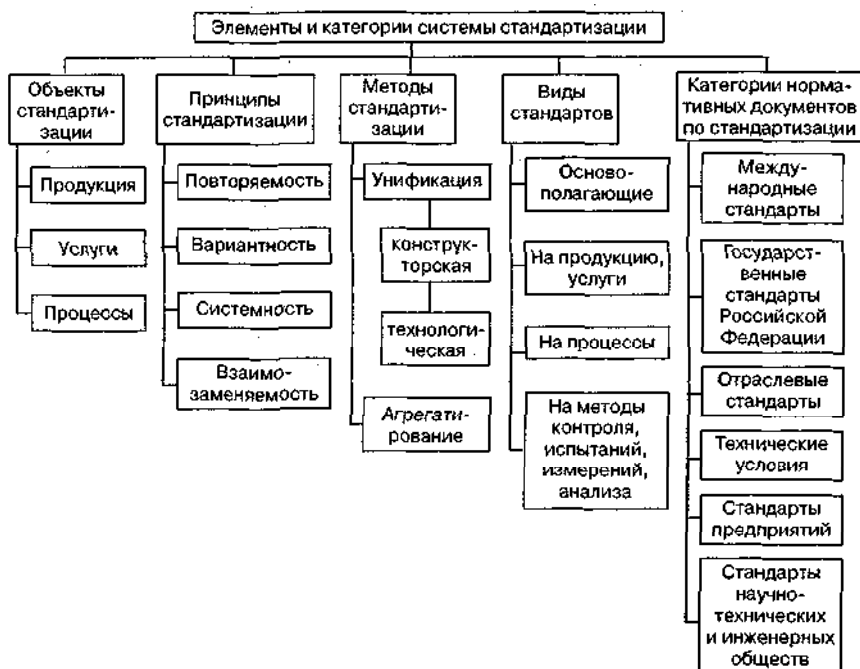 Элементы и категории системы стандартизации
Объекты
стандарти-
зации
Продукция
Услуги
Процессы
Принципы
стандартизации
Повторяемость
Вариантность
Системность
Взаимо-
заменяемость
Методы
стандарти-
зации
Унификация
конструк-
торская
технологи-
ческая
Агрегати-
рование
Виды
стандартов
Осново-
полагающие
На продукцию,
услуги
На процессы
На методы
контроля,
испытаний,
измерений,
анализа
Категории норма-
тивных документов
по стандартизации
Между-
народные
стандарты
Государст-
венные
стандарты
Российской
Федерации
Отраслевые
стандарты
Технические
условия
Стандарты
предприятий
Стандарты
научно-
технических
и инженерных
обществ